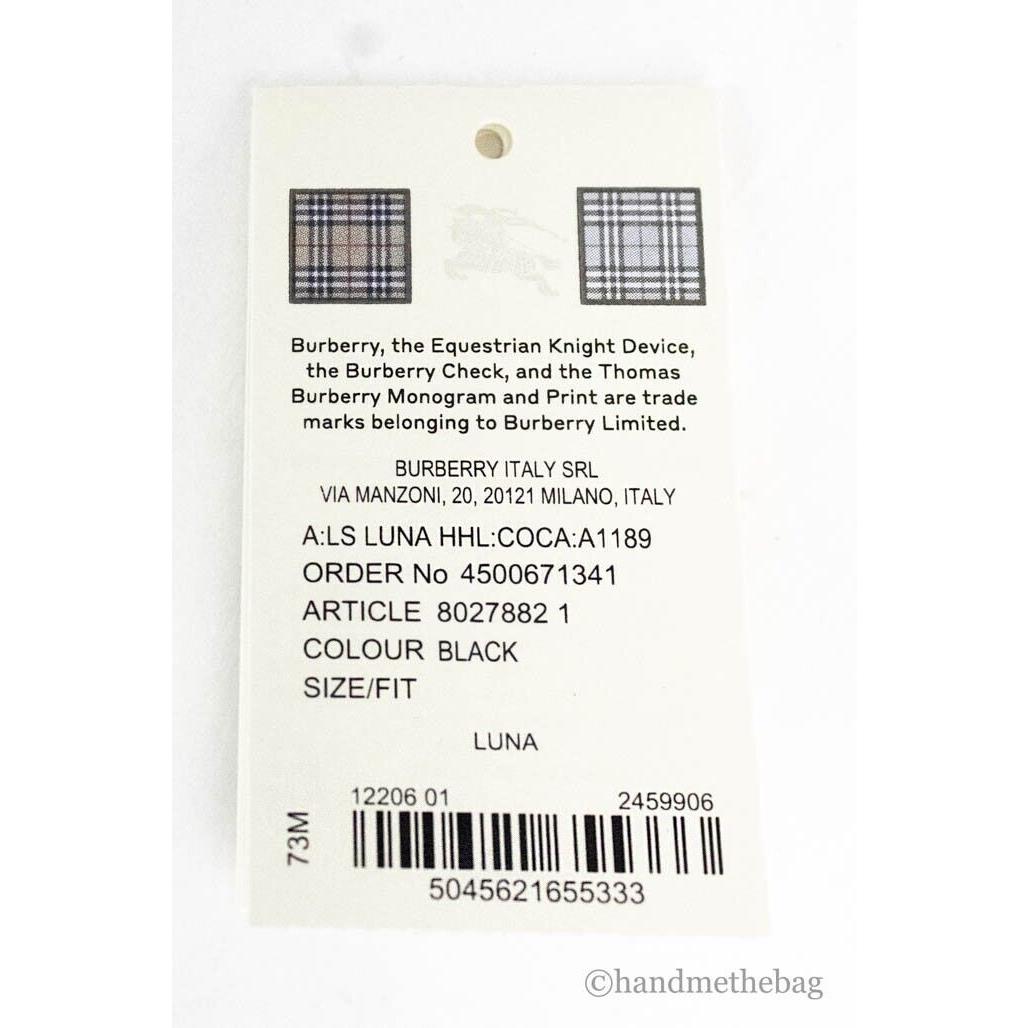 Burberry, the Equestrian Knight Device,
the Burberry Check, and the Thomas
Burberry Monogram and Print are trade
marks belonging to Burberry Limited.
BURBERRY ITALY SRL
VIA MANZONI, 20, 20121 MILANO, ITALY
A:LS LUNA HHL:COCA:A1189
ORDER No 4500671341
ARTICLE 8027882 1
COLOUR BLACK
SIZE/FIT
LUNA
12206 01 2459906
73M
5045621655333
©handmethebag